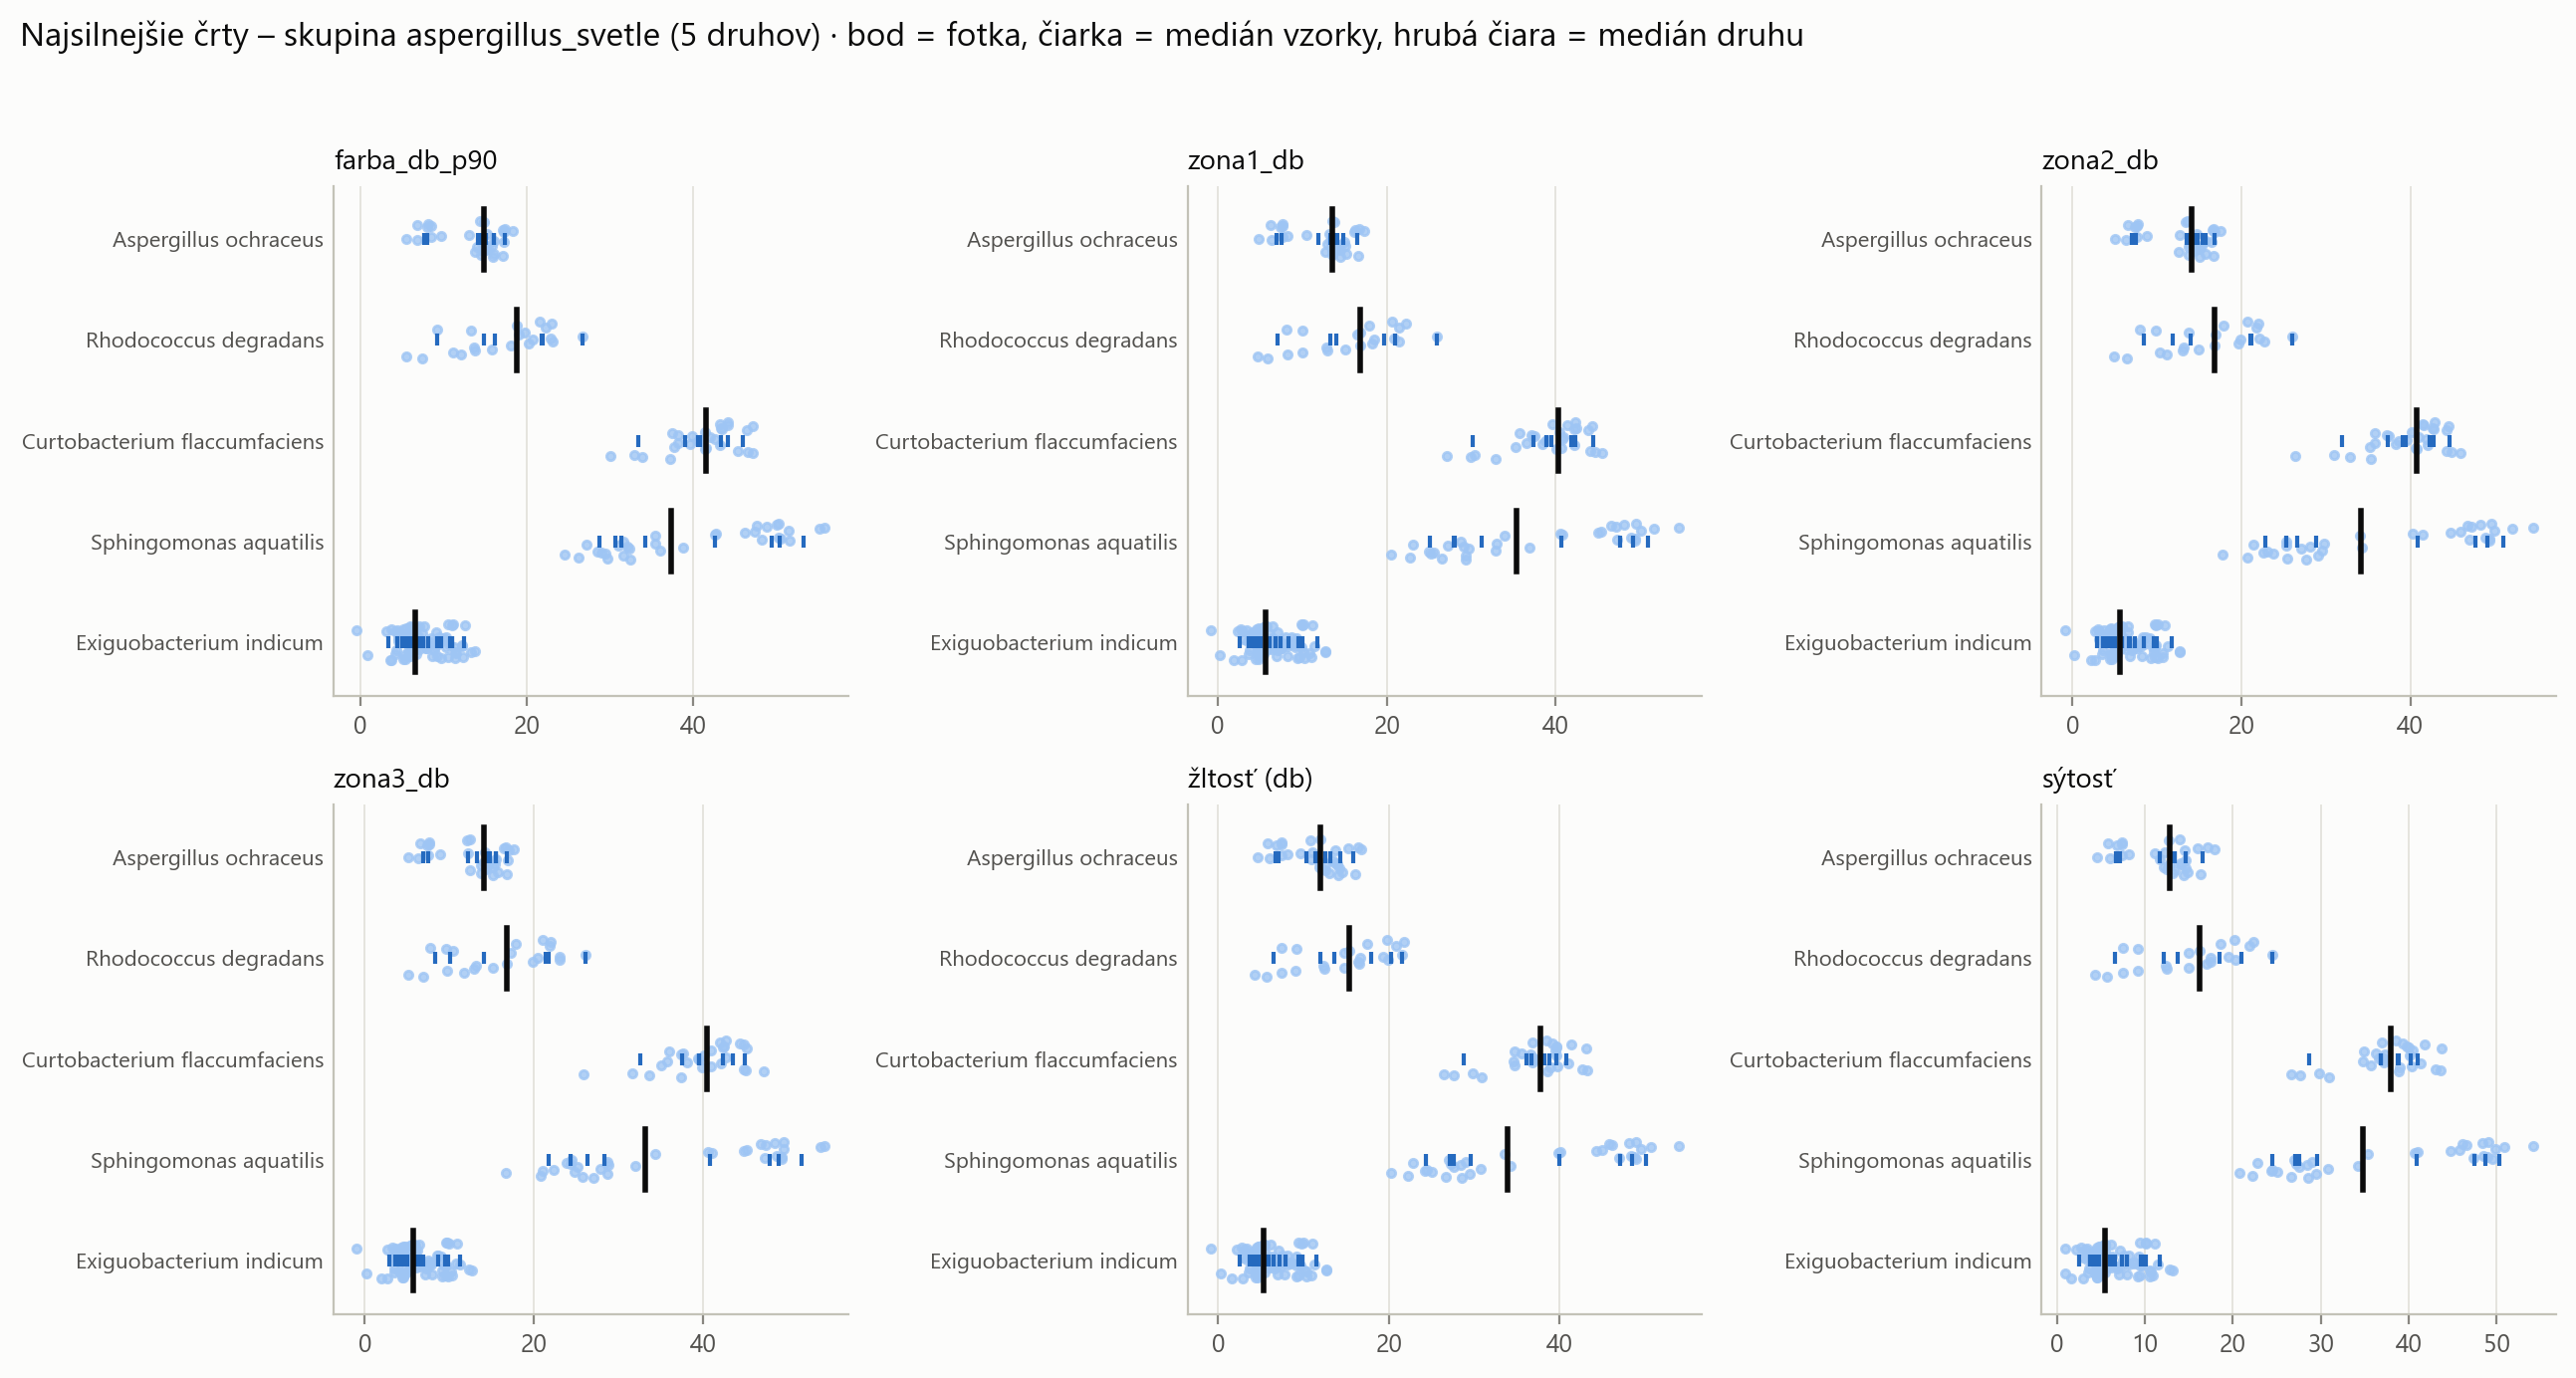 Najsilnejšie črty – skupina aspergillus_svetle (5 druhov) · bod = fotka, čiarka = medián vzorky, hrubá čiara = medián druhu
farba_db_p90
Aspergillus ochraceus
Rhodococcus degradans
Curtobacterium flaccumfaciens
Sphingomonas aquatilis
Exiguobacterium indicum
0 20 40
zona1_db
Aspergillus ochraceus
Rhodococcus degradans
Curtobacterium flaccumfaciens
Sphingomonas aquatilis
Exiguobacterium indicum
0 20 40
zona2_db
Aspergillus ochraceus
Rhodococcus degradans
Curtobacterium flaccumfaciens
Sphingomonas aquatilis
Exiguobacterium indicum
0 20 40
zona3_db
Aspergillus ochraceus
Rhodococcus degradans
Curtobacterium flaccumfaciens
Sphingomonas aquatilis
Exiguobacterium indicum
0 20 40
žltosť (db)
Aspergillus ochraceus
Rhodococcus degradans
Curtobacterium flaccumfaciens
Sphingomonas aquatilis
Exiguobacterium indicum
0 20 40
sýtosť
Aspergillus ochraceus
Rhodococcus degradans
Curtobacterium flaccumfaciens
Sphingomonas aquatilis
Exiguobacterium indicum
0 10 20 30 40 50